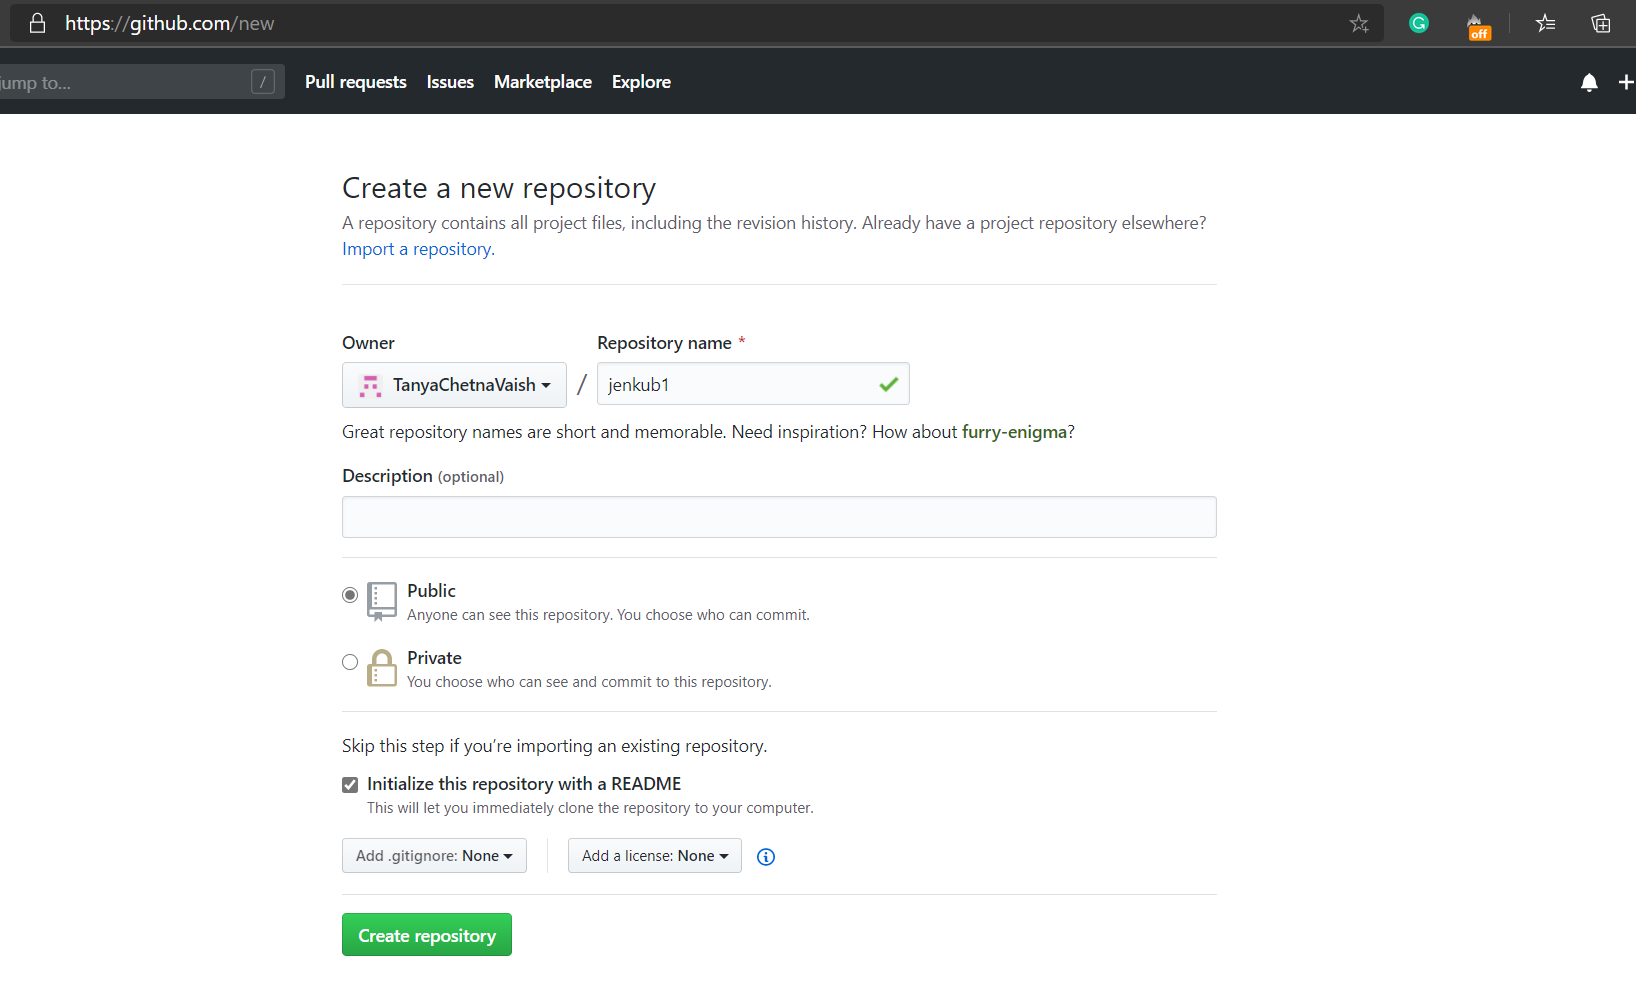 https://github.com/new
off
jump to...
/
Pull requests Issues Marketplace Explore
Create a new repository
A repository contains all project files, including the revision history. Already have a project repository elsewhere?
Import a repository.
Owner
Repository name *
TanyaChetnaVaish / jenkub1
Great repository names are short and memorable. Need inspiration? How about furry-enigma?
Description (optional)
Public
Anyone can see this repository. You choose who can commit.
Private
You choose who can see and commit to this repository.
Skip this step if you’re importing an existing repository.
Initialize this repository with a README
This will let you immediately clone the repository to your computer.
Add .gitignore: None
Add a license: None
Create repository